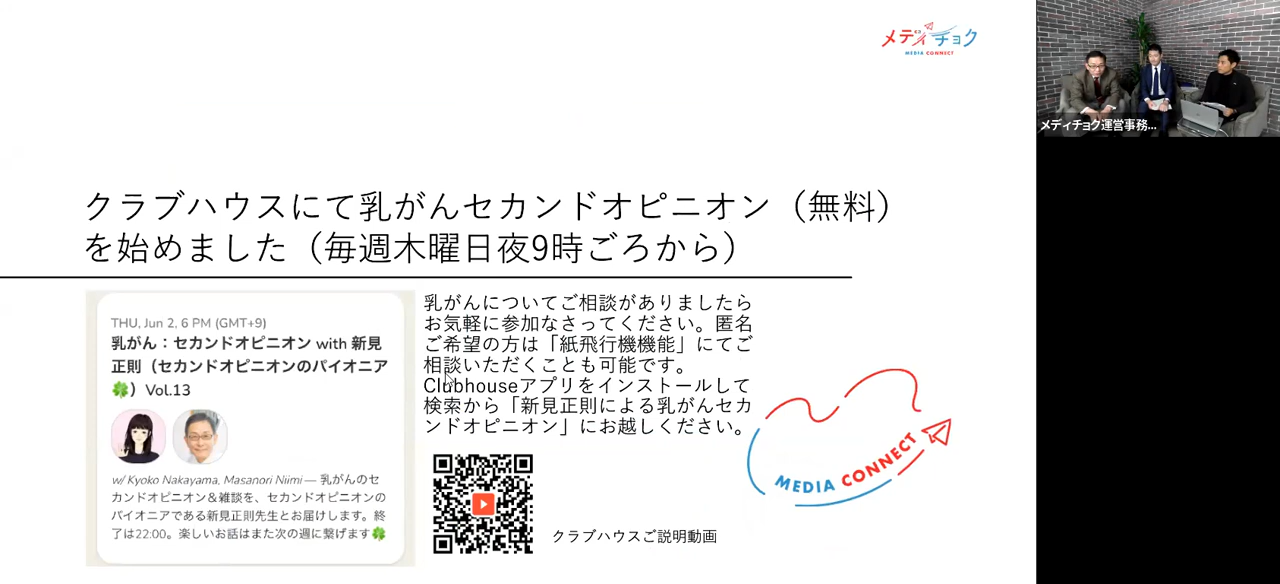 メディチョク
MEDIA CONNECT
メディチョク運営事務...
クラブハウスにて乳がんセカンドオピニオン（無料）
を始めました（毎週木曜日夜9時ごろから）
THU, Jun 2, 6 PM (GMT+9)
乳がん：セカンドオピニオン with 新見
正則（セカンドオピニオンのパイオニア
🍀）Vol.13
w/ Kyoko Nakayama, Masanori Niimi — 乳がんのセ
カンドオピニオン＆雑談を、セカンドオピニオンの
パイオニアである新見正則先生とお届けします。終
了は22:00。楽しいお話はまた次の週に繋げます🍀
乳がんについてご相談がありましたら
お気軽に参加なさってください。匿名
ご希望の方は「紙飛行機機能」にてご
相談いただくことも可能です。
Clubhouseアプリをインストールして
検索から「新見正則による乳がんセカ
ンドオピニオン」にお越しください。
クラブハウスご説明動画
MEDIA CONNECT